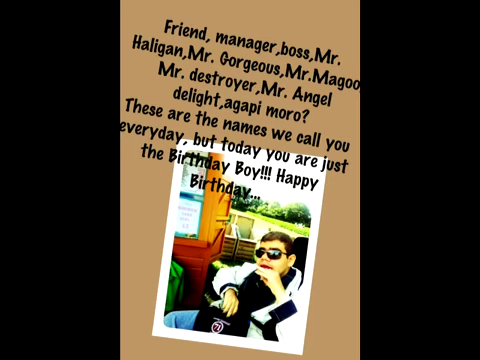 Friend, manager,boss,Mr.
Haligan,Mr. Gorgeous,Mr.Magoo,
Mr. destroyer,Mr. Angel
delight,agapi moro?
These are the names we call you
everyday, but today you are just
the Birthday Boy!!! Happy
Birthday...